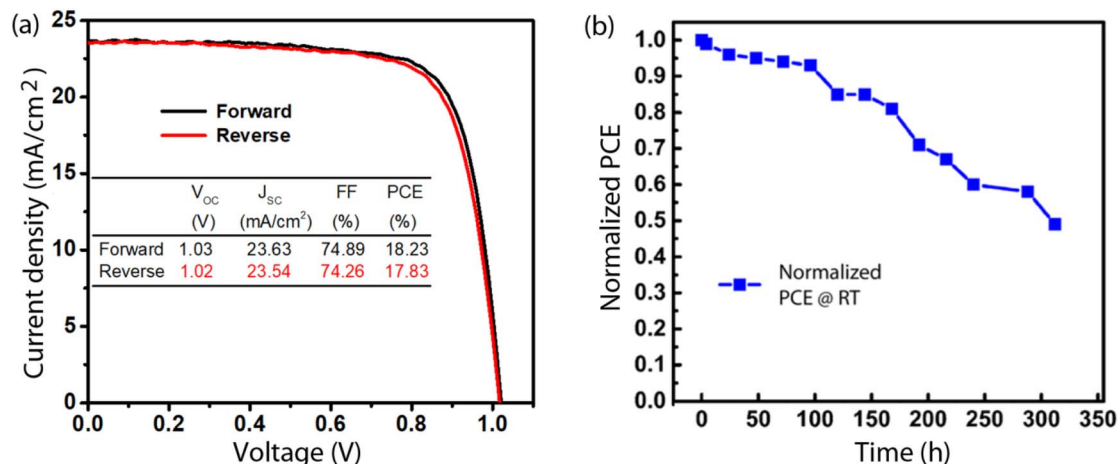 (a)
25
20
15
10
5
0
Current density (mA/cm²)
Forward
Reverse
V_OC J_SC FF PCE
(V) (mA/cm²) (%) (%)
Forward 1.03 23.63 74.89 18.23
Reverse 1.02 23.54 74.26 17.83
0.0 0.2 0.4 0.6 0.8 1.0
Voltage (V)
(b)
1.0
0.9
0.8
0.7
0.6
0.5
0.4
0.3
0.2
0.1
0.0
Normalized PCE
Normalized
PCE @ RT
0 50 100 150 200 250 300 350
Time (h)